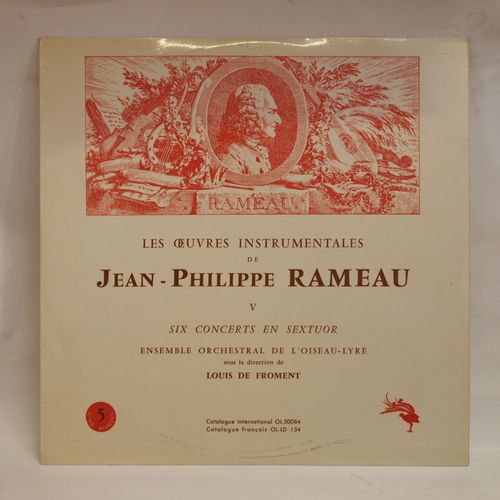 RAMEAU.
LES ŒUVRES INSTRUMENTALES
DE
JEAN-PHILIPPE RAMEAU
V
SIX CONCERTS EN SEXTUOR
ENSEMBLE ORCHESTRAL DE L'OISEAU-LYRE
sous la direction de
LOUIS DE FROMENT
5
Catalogue International OL 50084
Catalogue français OL-LD 134